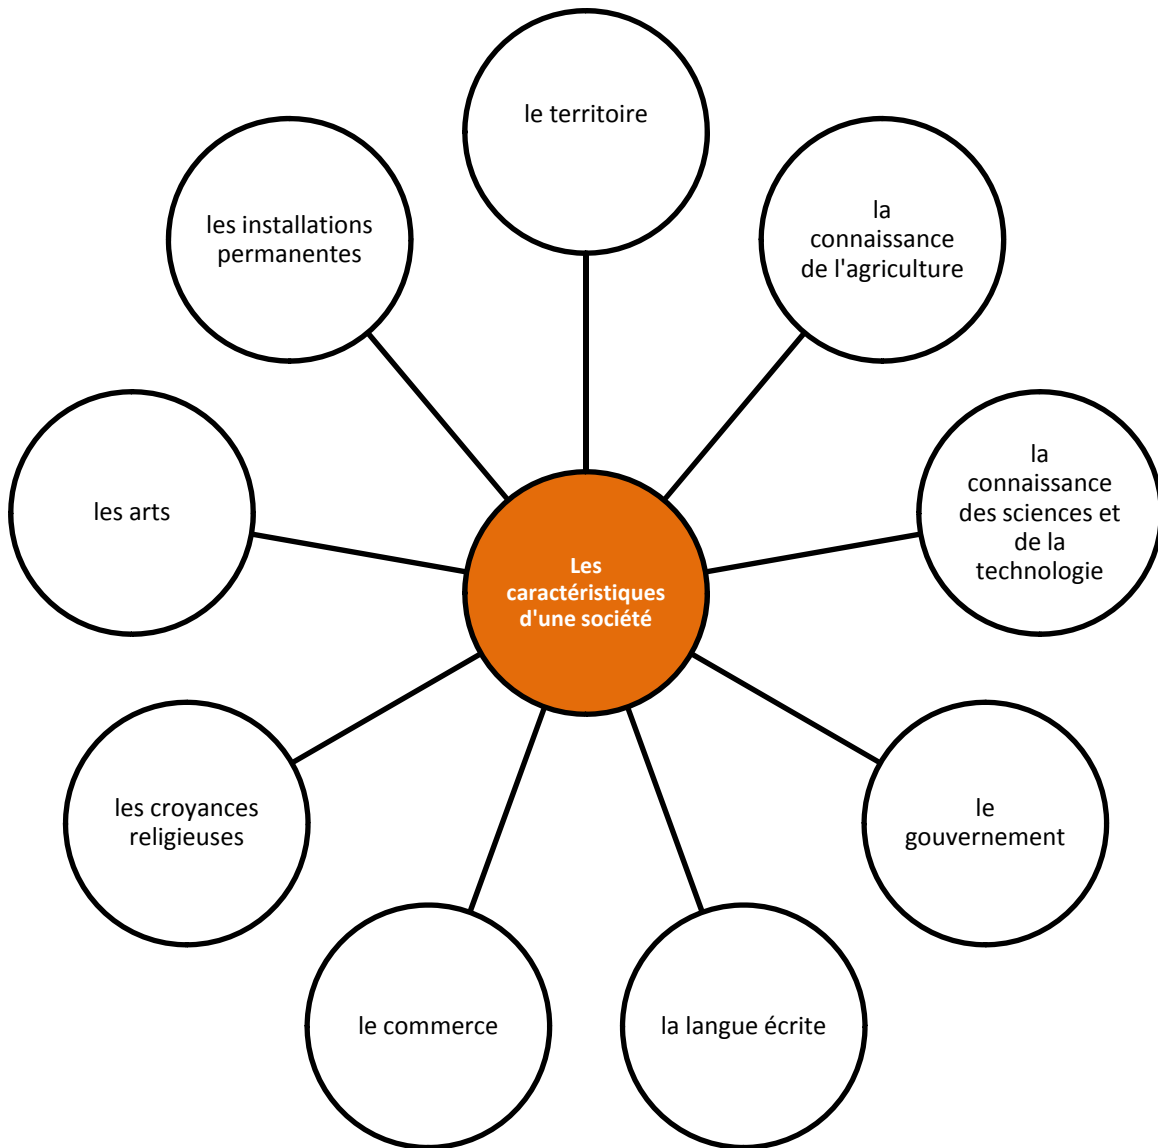 le territoire
la
connaissance
de l'agriculture
la
connaissance
des sciences et
de la
technologie
le
gouvernement
la langue écrite
le commerce
les croyances
religieuses
les arts
les installations
permanentes
Les
caractéristiques
d'une société